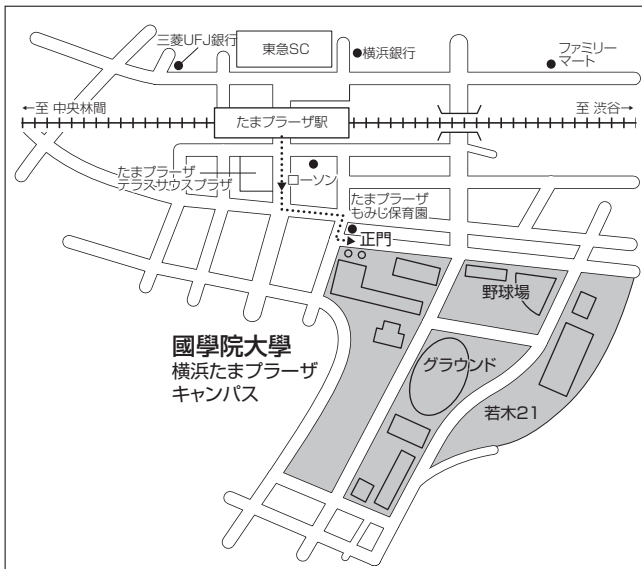 三菱UFJ銀行
東急SC
横浜銀行
ファミリー
マート
←至 中央林間
たまプラーザ駅
至 渋谷→
たまプラーザ
テラスサウスプラザ
ローソン
たまプラーザ
もみじ保育園
正門
野球場
國學院大學
横浜たまプラーザ
キャンパス
グラウンド
若木21